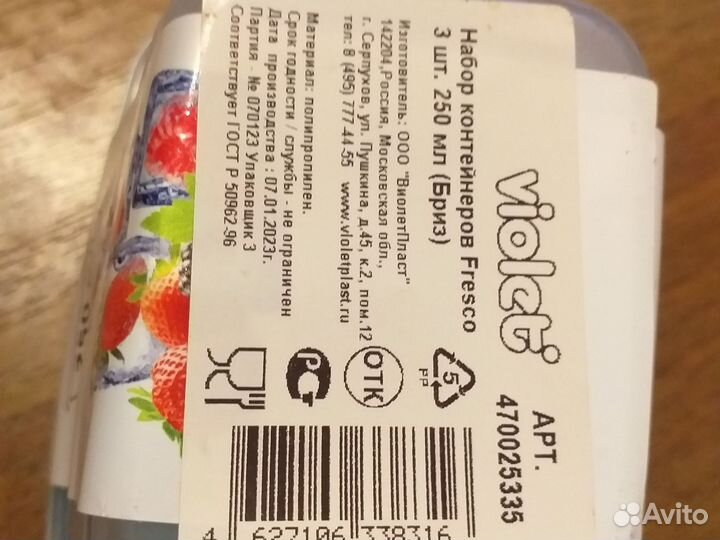 violet
Набор контейнеров Fresco
3 шт. 250 мл (Бриз)
Изготовитель: ООО "ВиолетПласт"
142204,Россия, Московская обл.,
г. Серпухов, ул. Пушкина, д.45, к.2, пом.12
тел: 8 (495) 777-44-55 www.violetplast.ru
Материал: полипропилен.
Срок годности / службы - не ограничен
Дата производства : 07.01.2023г.
Партия - № 070123 Упаковщик 3
Соответствует ГОСТ Р 50962-96
АРТ.
470025335
5
PP
ОТК
РСТ
4 627106 338316
Avito